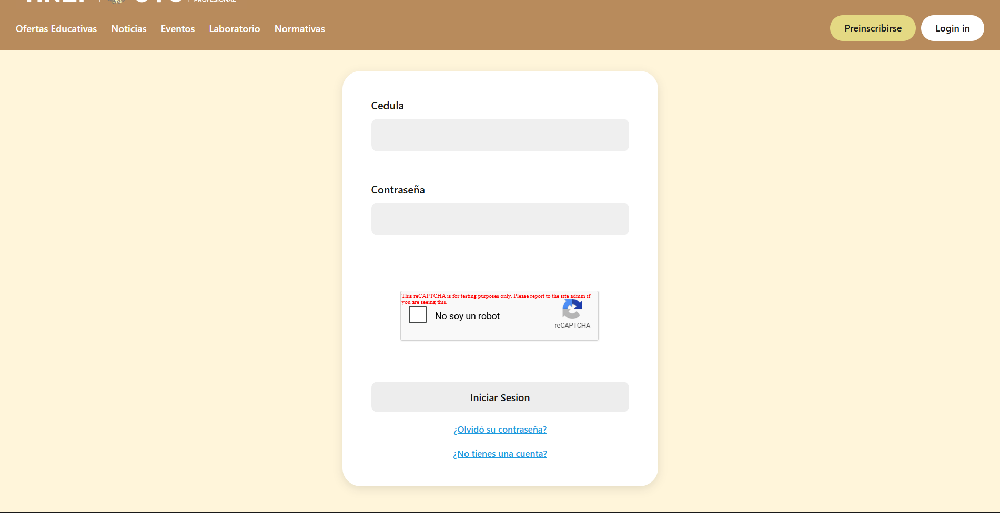 PROFESIONAL
Ofertas Educativas Noticias Eventos Laboratorio Normativas Preinscribirse Login in
Cedula
Contraseña
This reCAPTCHA is for testing purposes only. Please report to the site admin if
you are seeing this.
No soy un robot
reCAPTCHA
Iniciar Sesion
¿Olvidó su contraseña?
¿No tienes una cuenta?